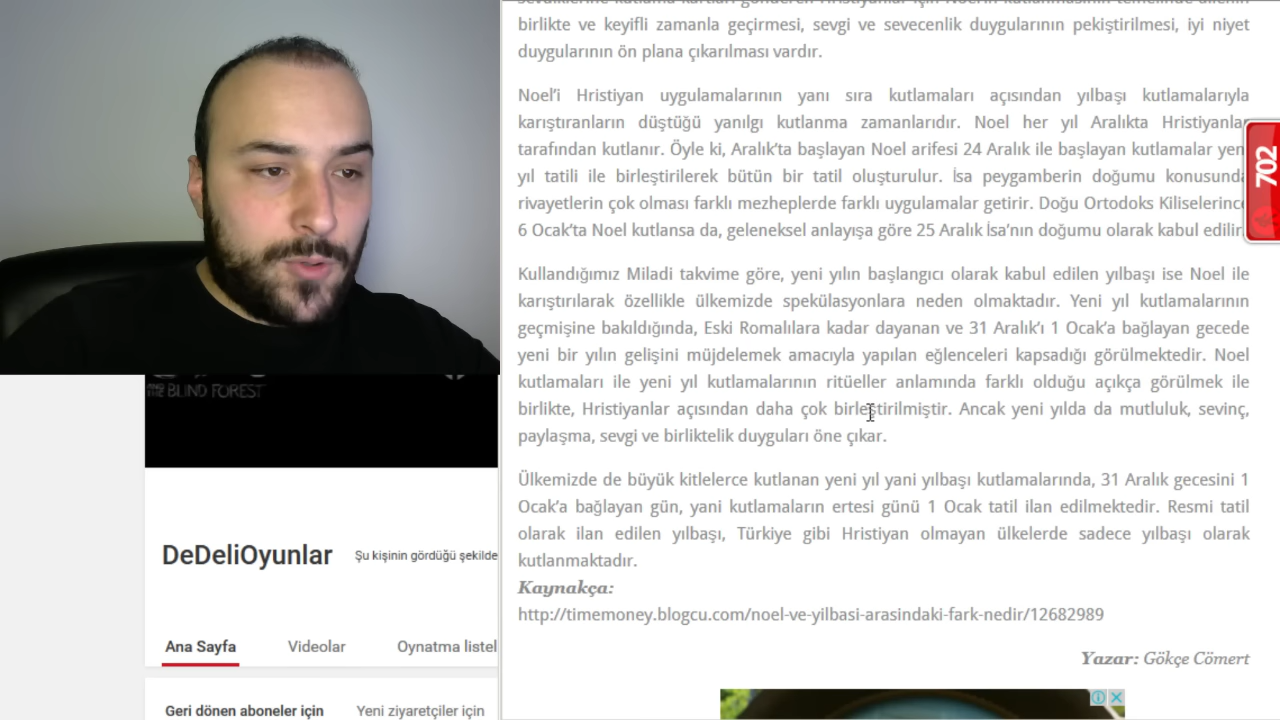 birlikte ve keyifli zamanla geçirmesi, sevgi ve sevecenlik duygularının pekiştirilmesi, iyi niyet
duygularının ön plana çıkarılması vardır.
Noel’i Hristiyan uygulamalarının yanı sıra kutlamaları açısından yılbaşı kutlamalarıyla
karıştıranların düştüğü yanılgı kutlanma zamanlarıdır. Noel her yıl Aralıkta Hristiyanlar
tarafından kutlanır. Öyle ki, Aralık’ta başlayan Noel arifesi 24 Aralık ile başlayan kutlamalar yeni
yıl tatili ile birleştirilerek bütün bir tatil oluşturulur. İsa peygamberin doğumu konusunda
rivayetlerin çok olması farklı mezheplerde farklı uygulamalar getirir. Doğu Ortodoks Kiliselerince
6 Ocak’ta Noel kutlansa da, geleneksel anlayışa göre 25 Aralık İsa’nın doğumu olarak kabul edilir.
Kullandığımız Miladi takvime göre, yeni yılın başlangıcı olarak kabul edilen yılbaşı ise Noel ile
karıştırılarak özellikle ülkemizde spekülasyonlara neden olmaktadır. Yeni yıl kutlamalarının
geçmişine bakıldığında, Eski Romalılara kadar dayanan ve 31 Aralık’ı 1 Ocak’a bağlayan gecede
yeni bir yılın gelişini müjdelemek amacıyla yapılan eğlenceleri kapsadığı görülmektedir. Noel
kutlamaları ile yeni yıl kutlamalarının ritüeller anlamında farklı olduğu açıkça görülmek ile
birlikte, Hristiyanlar açısından daha çok birleştirilmiştir. Ancak yeni yılda da mutluluk, sevinç,
paylaşma, sevgi ve birliktelik duyguları öne çıkar.
Ülkemizde de büyük kitlelerce kutlanan yeni yıl yani yılbaşı kutlamalarında, 31 Aralık gecesini 1
Ocak’a bağlayan gün, yani kutlamaların ertesi günü 1 Ocak tatil ilan edilmektedir. Resmi tatil
olarak ilan edilen yılbaşı, Türkiye gibi Hristiyan olmayan ülkelerde sadece yılbaşı olarak
kutlanmaktadır.
Kaynakça:
http://timemoney.blogcu.com/noel-ve-yilbasi-arasindaki-fark-nedir/12682989
Yazar: Gökçe Cömert
702
AND THE BLIND FOREST
DeDeliOyunlar
Şu kişinin gördüğü şekilde
Ana Sayfa
Videolar
Oynatma listel
Geri dönen aboneler için
Yeni ziyaretçiler için